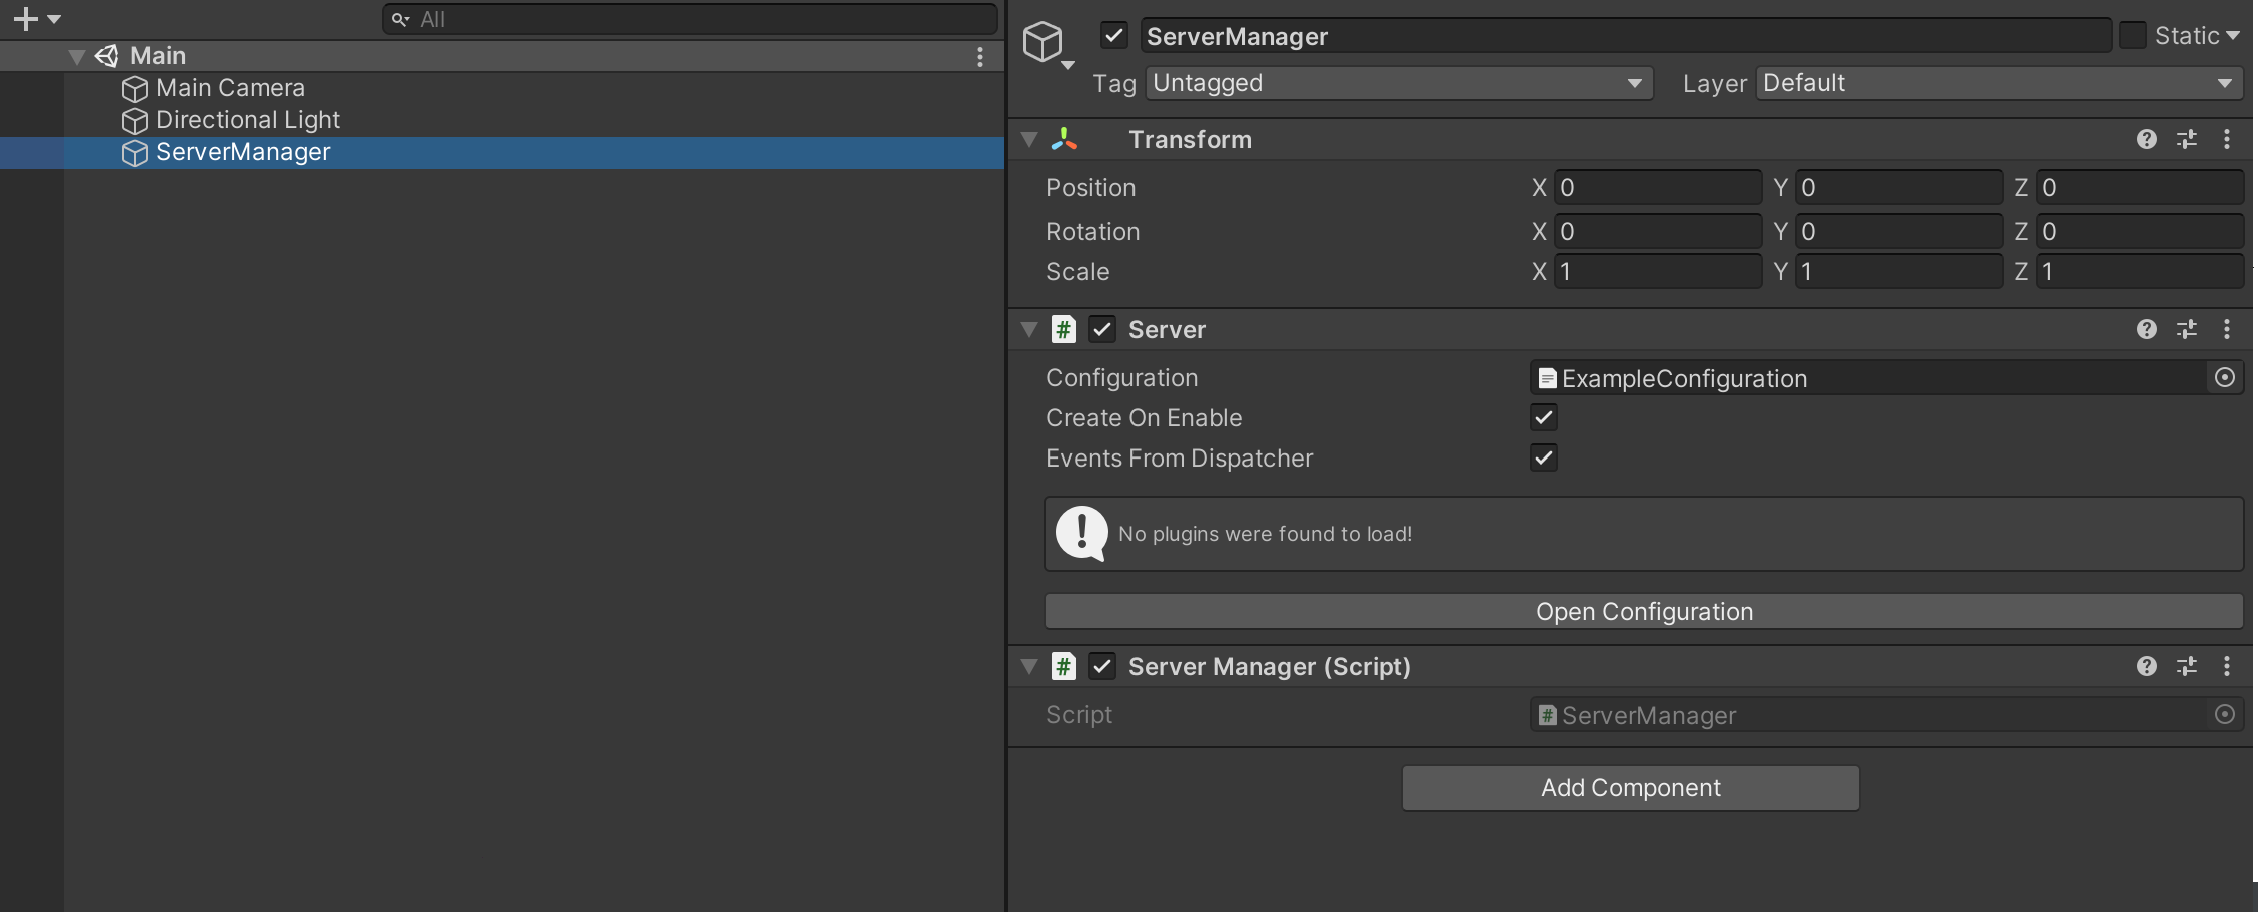 All
Main
Main Camera
Directional Light
ServerManager
ServerManager
Static
Tag Untagged Layer Default
Transform
Position X 0 Y 0 Z 0
Rotation X 0 Y 0 Z 0
Scale X 1 Y 1 Z 1
# Server
Configuration ExampleConfiguration
Create On Enable
Events From Dispatcher
No plugins were found to load!
Open Configuration
# Server Manager (Script)
Script # ServerManager
Add Component